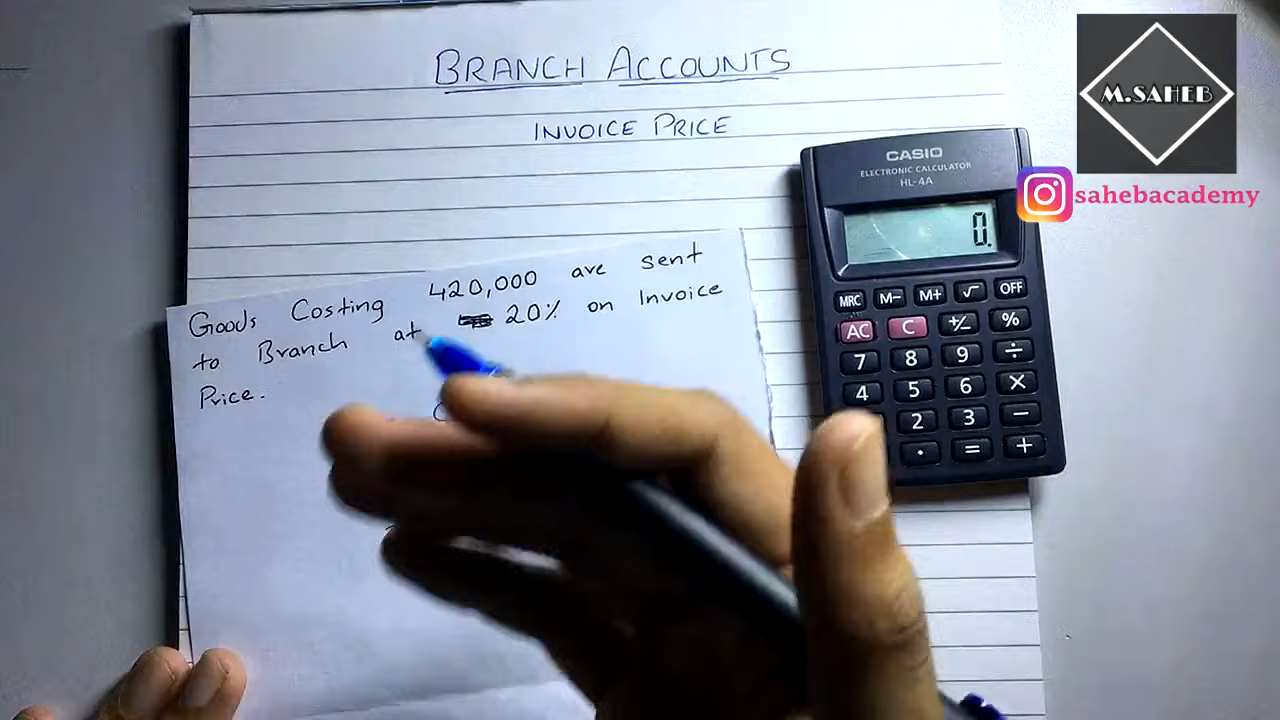 BRANCH ACCOUNTS
INVOICE PRICE
M.SAHEB
sahebacademy
CASIO
ELECTRONIC CALCULATOR
HL-4A
0.
MRC M- M+ √ OFF
AC C +/- %
7 8 9 ÷
4 5 6 ×
2 3 −
· = +
Goods Costing 420,000 are sent
to Branch at 20% on Invoice
Price.